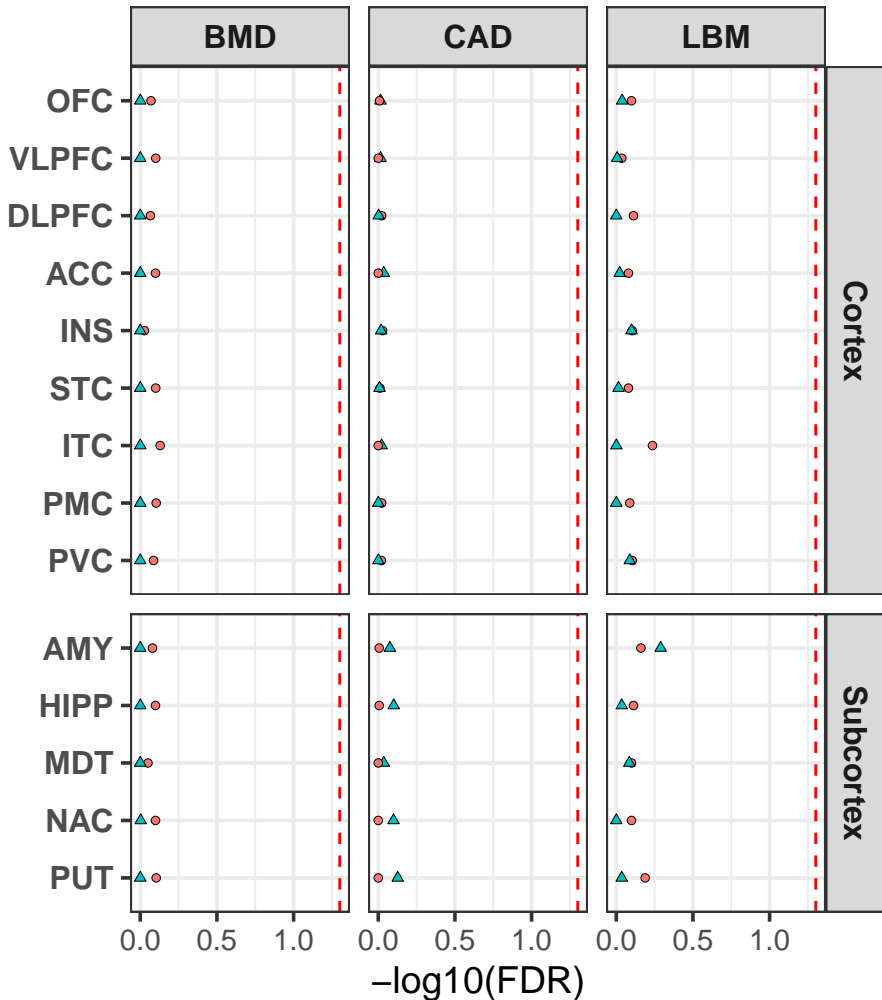 BMD CAD LBM
OFC
VLPFC
DLPFC
ACC
INS
STC
ITC
PMC
PVC
Cortex
AMY
HIPP
MDT
NAC
PUT
Subcortex
0.0 0.5 1.0 0.0 0.5 1.0 0.0 0.5 1.0
−log10(FDR)